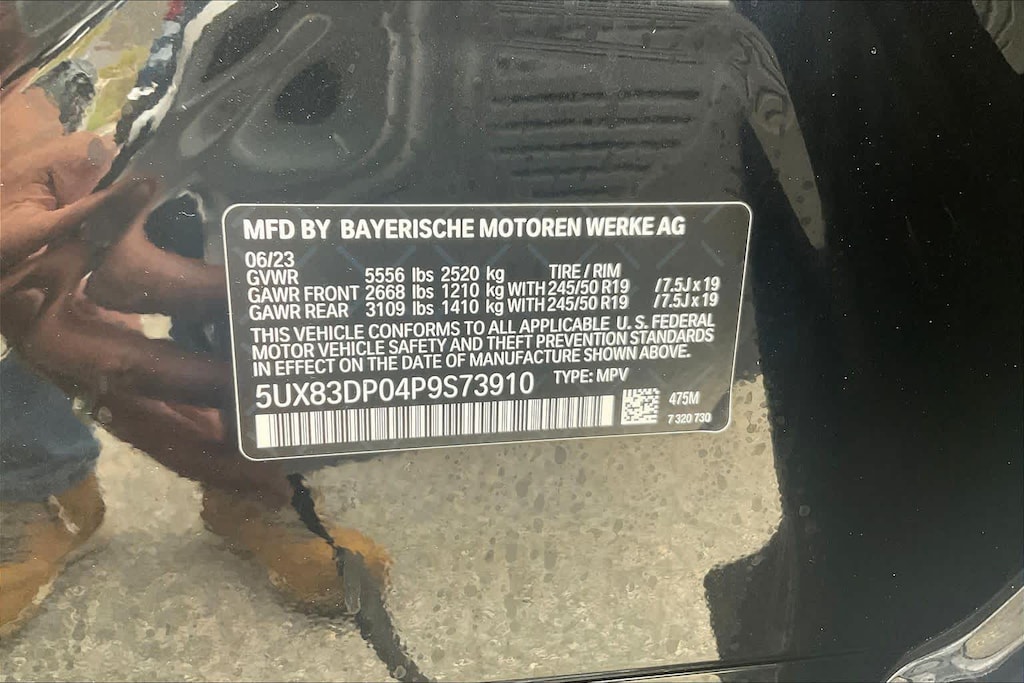 MFD BY BAYERISCHE MOTOREN WERKE AG
06/23
GVWR 5556 lbs 2520 kg TIRE / RIM
GAWR FRONT 2668 lbs 1210 kg WITH 245/50 R19 / 7.5J x 19
GAWR REAR 3109 lbs 1410 kg WITH 245/50 R19 / 7.5J x 19
THIS VEHICLE CONFORMS TO ALL APPLICABLE U. S. FEDERAL
MOTOR VEHICLE SAFETY AND THEFT PREVENTION STANDARDS
IN EFFECT ON THE DATE OF MANUFACTURE SHOWN ABOVE.
5UX83DP04P9S73910 TYPE: MPV
475M
7 320 730